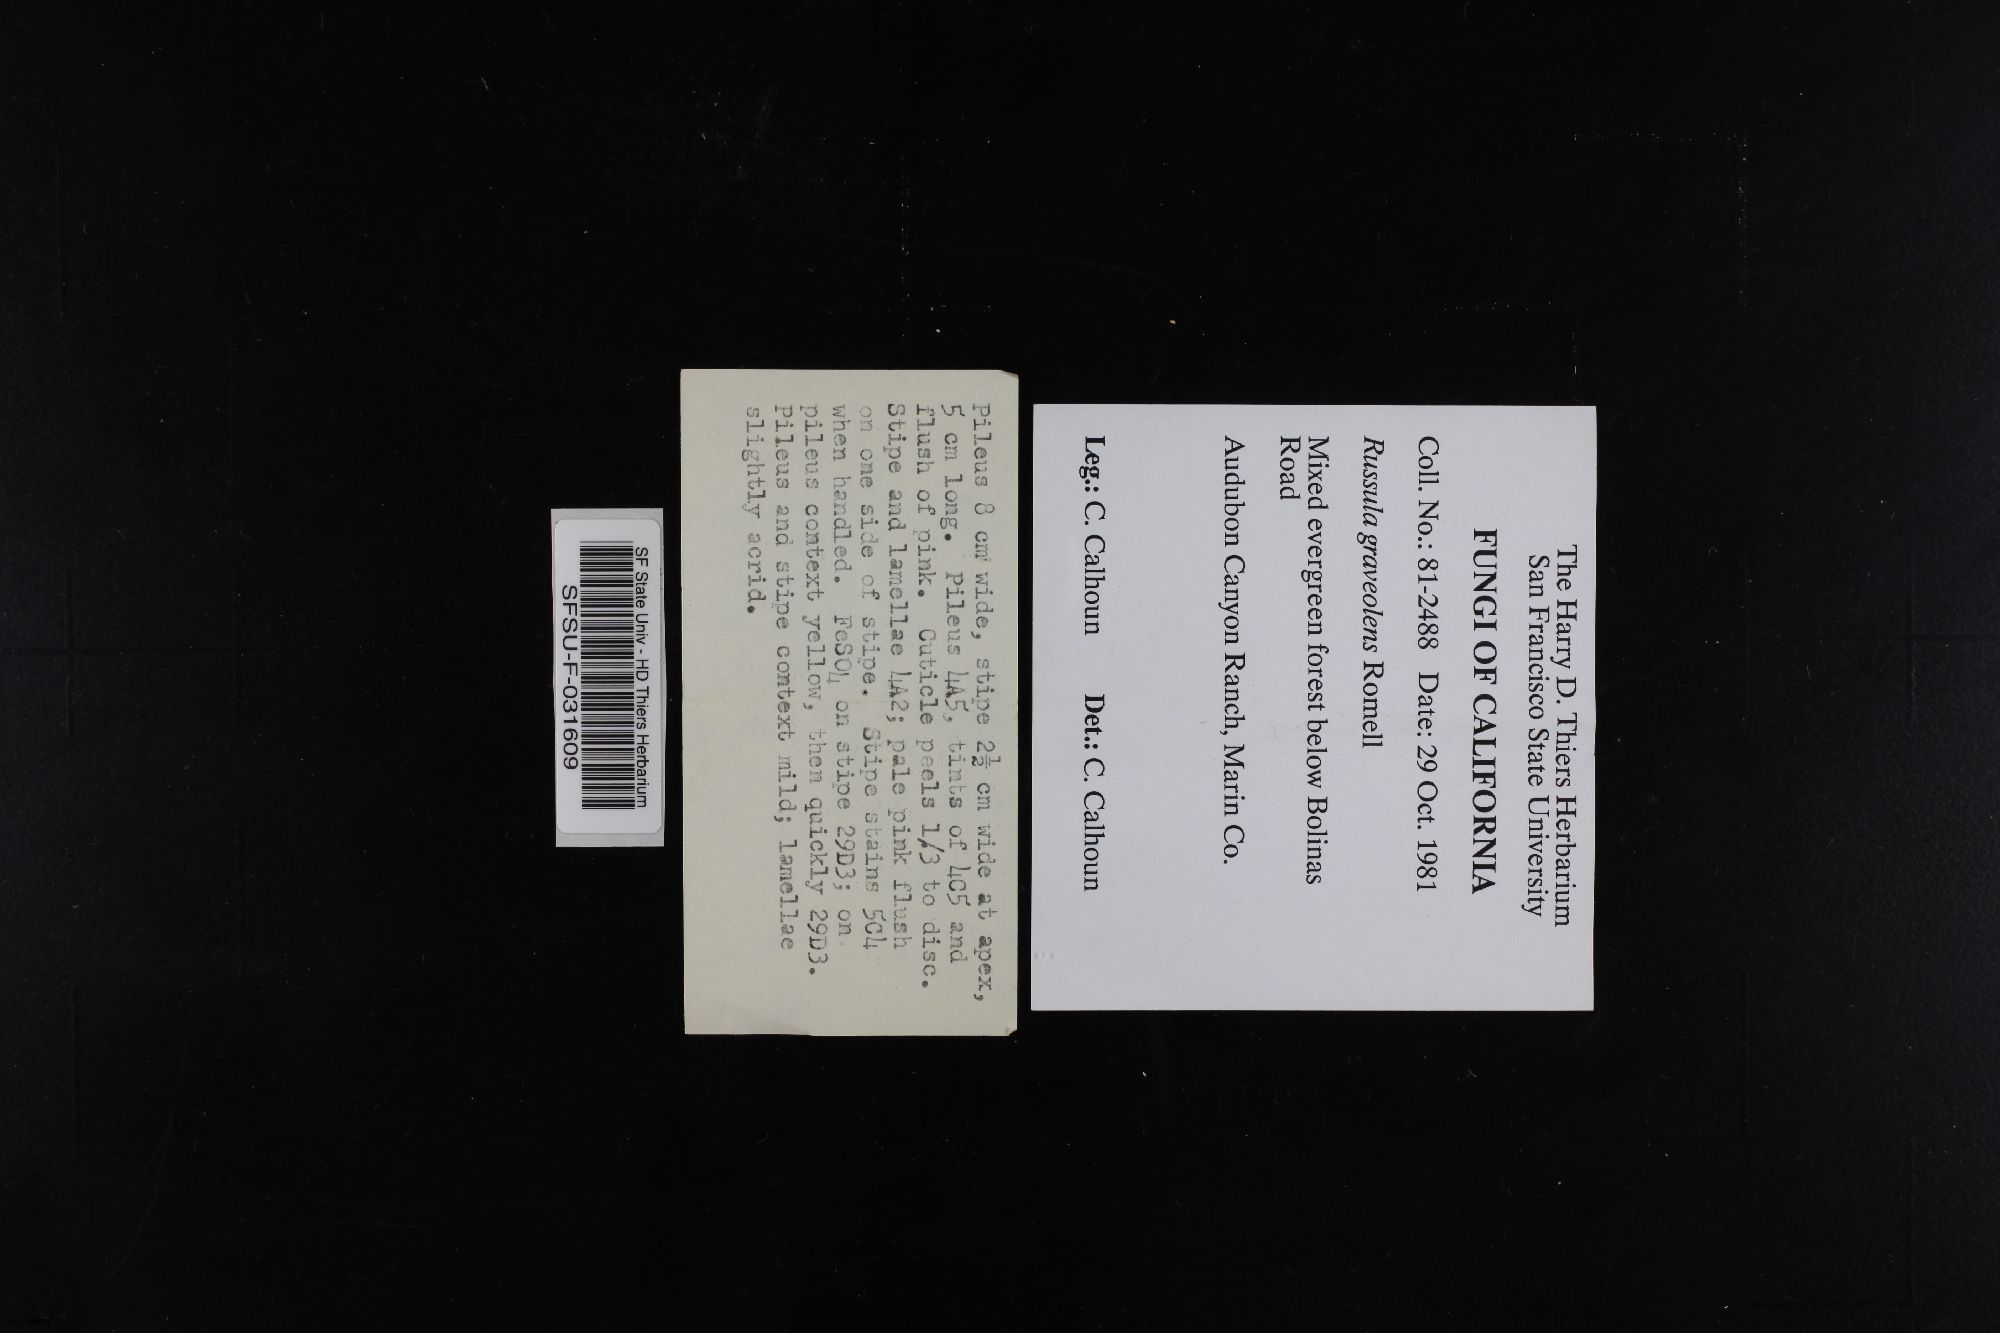 The Harry D. Thiers Herbarium
San Francisco State University
FUNGI OF CALIFORNIA
Coll. No.: 81-2488 Date: 29 Oct. 1981
Russula graveolens Romell
Mixed evergreen forest below Bolinas
Road
Audubon Canyon Ranch, Marin Co.
Leg.: C. Calhoun Det.: C. Calhoun
Pileus 8 cm wide, stipe 2½ cm wide at apex,
5 cm long. Pileus 4A5, tints of 4C5 and
flush of pink. Cuticle peels 1/3 to disc.
Stipe and lamellae 4A2; pale pink flush
on one side of stipe. Stipe stains 5C4
when handled. FeSO4 on stipe 29D3; on
pileus context yellow, then quickly 29D3.
Pileus and stipe context mild; lamellae
slightly acrid.
SF State Univ - HD Thiers Herbarium
SFSU-F-031609